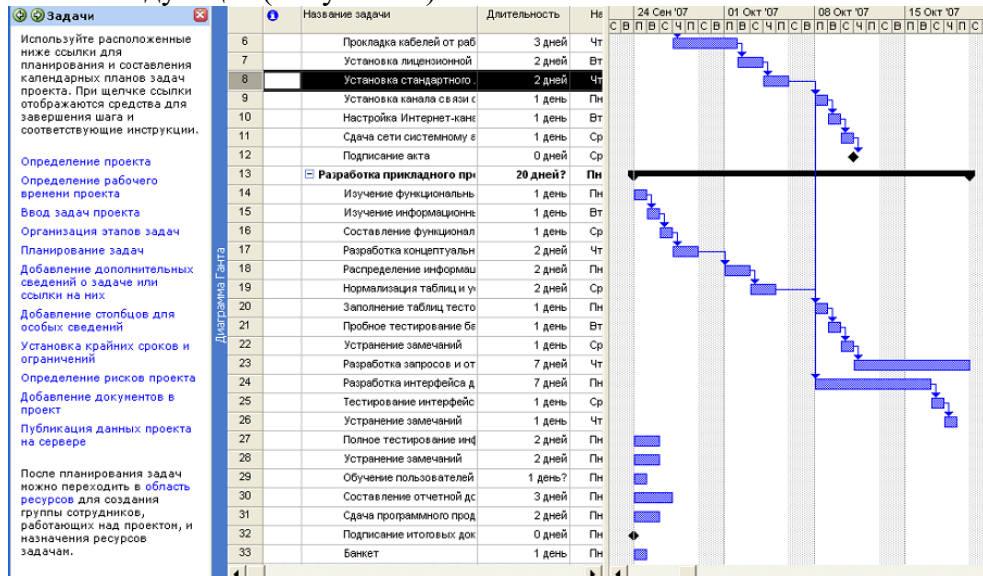 Задачи
Используйте расположенные
ниже ссылки для
планирования и составления
календарных планов задач
проекта. При щелчке ссылки
отображаются средства для
завершения шага и
соответствующие инструкции.
Определение проекта
Определение рабочего
времени проекта
Ввод задач проекта
Организация этапов задач
Планирование задач
Добавление дополнительных
сведений о задаче или
ссылки на них
Добавление столбцов для
особых сведений
Установка крайних сроков и
ограничений
Определение рисков проекта
Добавление документов в
проект
Публикация данных проекта
на сервере
После планирования задач
можно переходить в область
ресурсов для создания
группы сотрудников,
работающих над проектом, и
назначения ресурсов
задачам.
Диаграмма Ганта
Название задачи Длительность На
24 Сен '07 01 Окт '07 08 Окт '07 15 Окт '07
С В П В С Ч П С В П В С Ч П С В П В С Ч П С В П В С Ч П С
6 Прокладка кабелей от раб 3 дней Чт
7 Установка лицензионной 2 дней Вт
8 Установка стандартного 2 дней Чт
9 Установка канала связи с 1 день Пн
10 Настройка Интернет-кана 1 день Вт
11 Сдача сети системному а 1 день Ср
12 Подписание акта 0 дней Ср
13 Разработка прикладного про 20 дней? Пн
14 Изучение функциональнь 1 день Пн
15 Изучение информационнь 1 день Вт
16 Составление функционал 1 день Ср
17 Разработка концептуальн 2 дней Чт
18 Распределение информац 2 дней Пн
19 Нормализация таблиц и у 2 дней Ср
20 Заполнение таблиц тесто 1 день Пн
21 Пробное тестирование ба 1 день Вт
22 Устранение замечаний 1 день Ср
23 Разработка запросов и от 7 дней Чт
24 Разработка интерфейса д 7 дней Пн
25 Тестирование интерфейс 1 день Ср
26 Устранение замечаний 1 день Чт
27 Полное тестирование инф 2 дней Пн
28 Устранение замечаний 2 дней Пн
29 Обучение пользователей 1 день? Пн
30 Составление отчетной до 3 дней Пн
31 Сдача программного прод 2 дней Пн
32 Подписание итоговых док 0 дней Пн
33 Банкет 1 день Пн